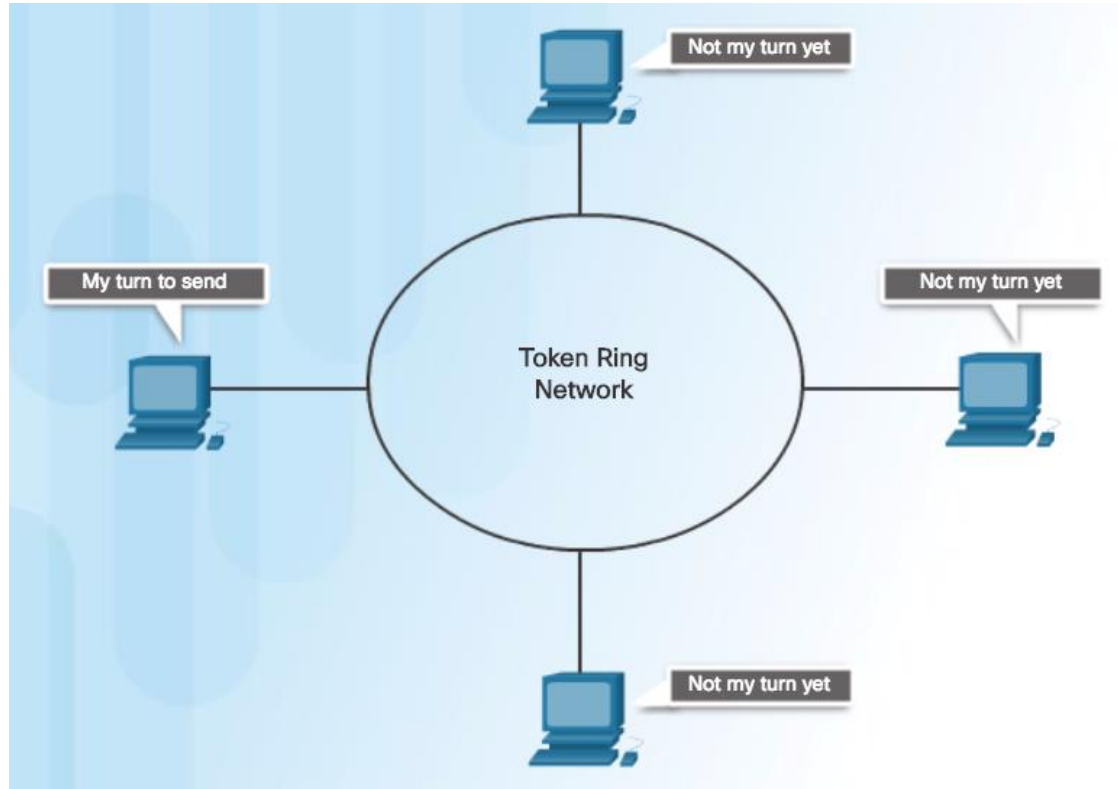 Not my turn yet
My turn to send
Not my turn yet
Token Ring
Network
Not my turn yet